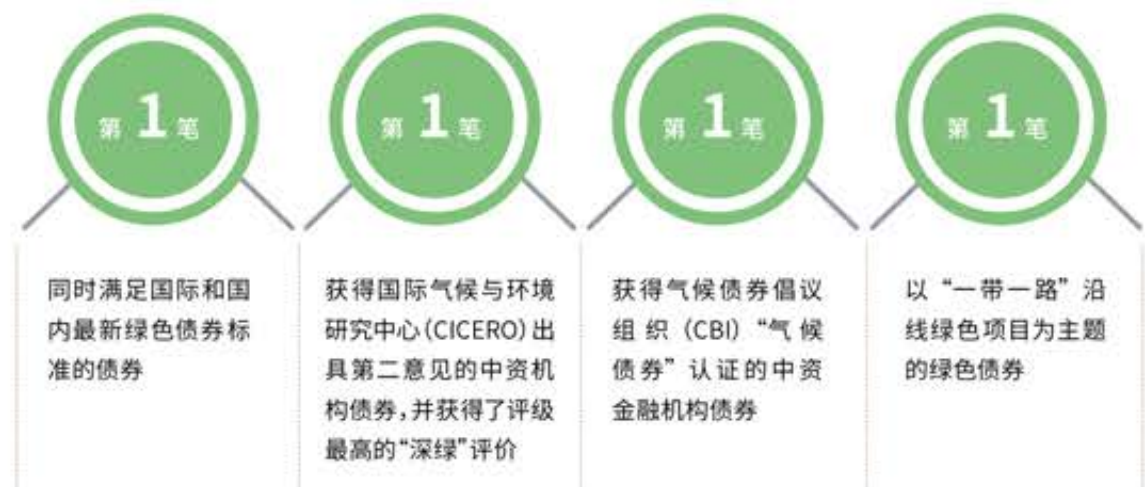 第 1 笔
同时满足国际和国
内最新绿色债券标
准的债券
第 1 笔
获得国际气候与环境
研究中心(CICERO)出
具第二意见的中资机
构债券,并获得了评级
最高的“深绿”评价
第 1 笔
获得气候债券倡议
组织 (CBI)“气候
债券”认证的中资
金融机构债券
第 1 笔
以“一带一路”沿
线绿色项目为主题
的绿色债券